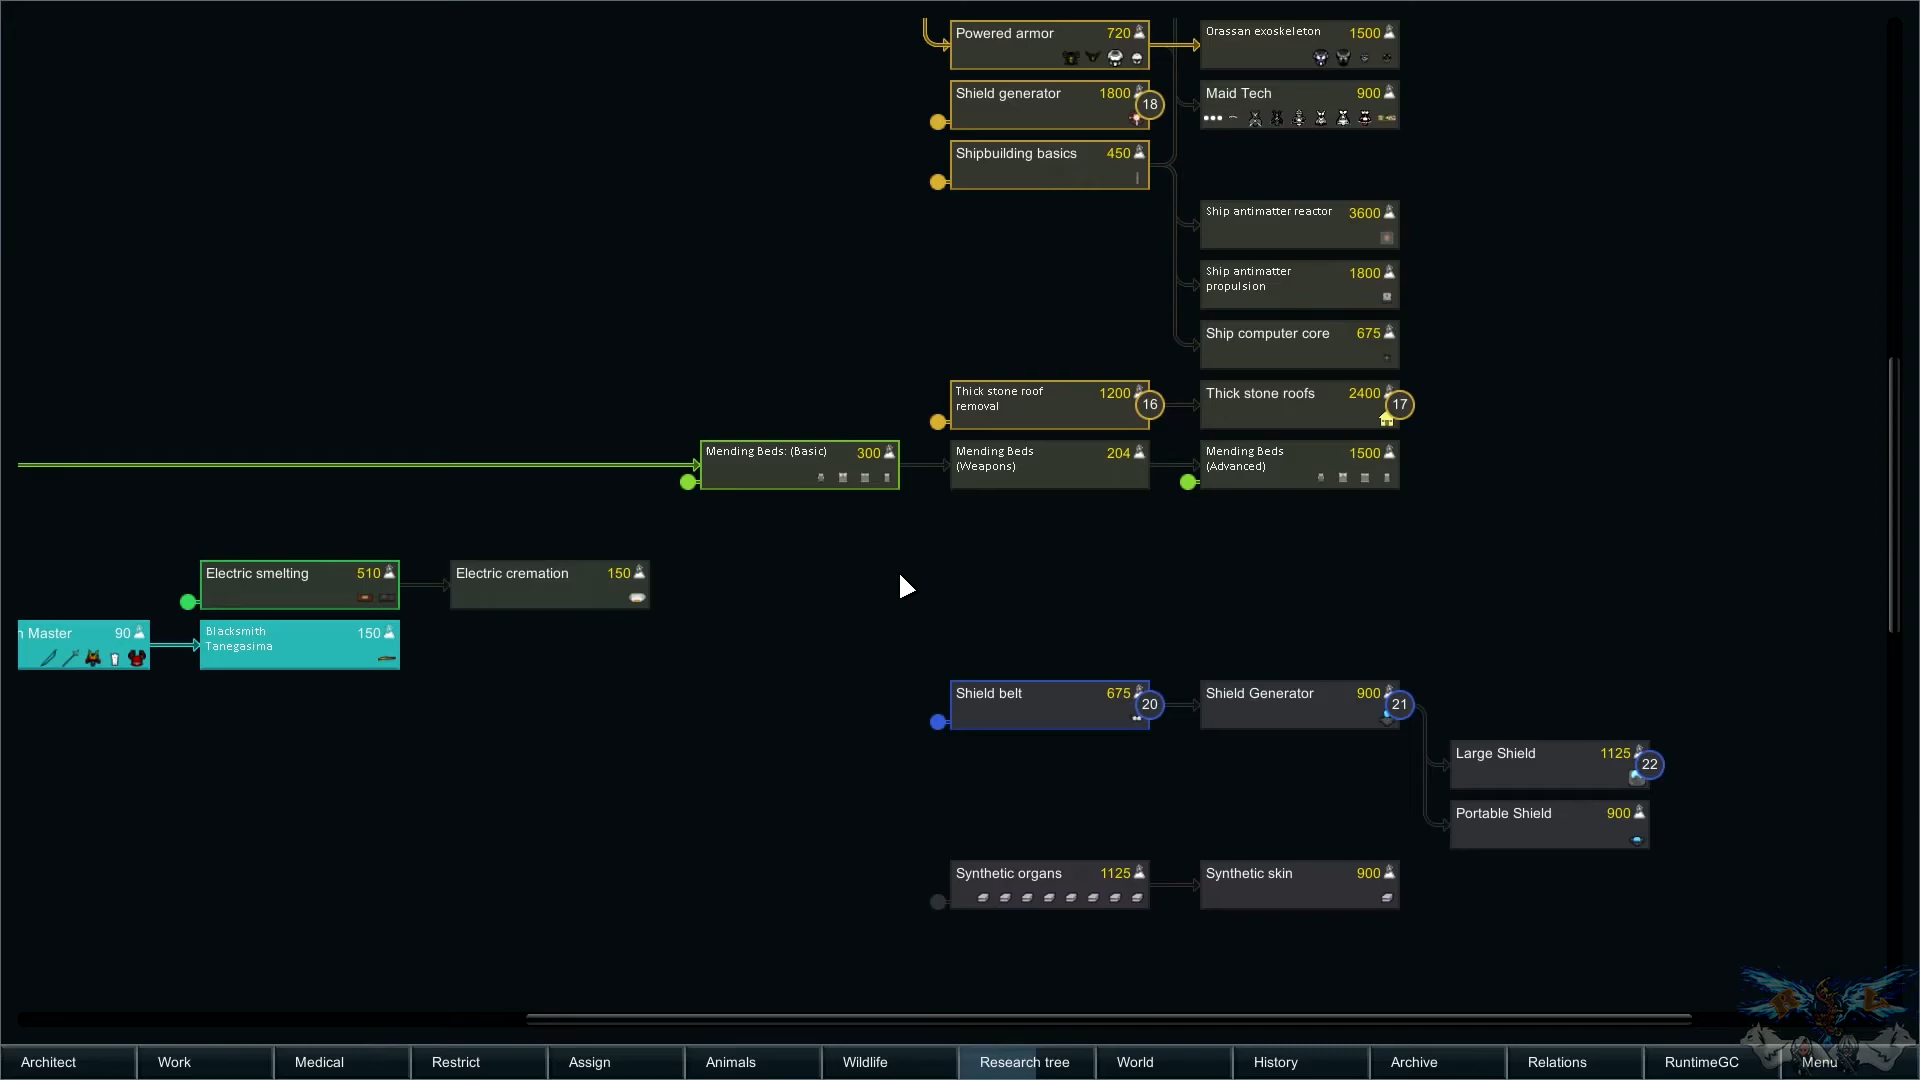 Powered armor 720
Orassan exoskeleton 1500
Shield generator 1800
18
Maid Tech 900
Shipbuilding basics 450
Ship antimatter reactor 3600
Ship antimatter 1800
propulsion
Ship computer core 675
Thick stone roof 1200
removal
16
Thick stone roofs 2400
17
Mending Beds: (Basic) 300
Mending Beds 204
(Weapons)
Mending Beds 1500
(Advanced)
Electric smelting 510
Electric cremation 150
Master 90
Blacksmith 150
Tanegasima
Shield belt 675
20
Shield Generator 900
21
Large Shield 1125
22
Portable Shield 900
Synthetic organs 1125
Synthetic skin 900
Architect Work Medical Restrict Assign Animals Wildlife Research tree World History Archive Relations RuntimeGC Menu